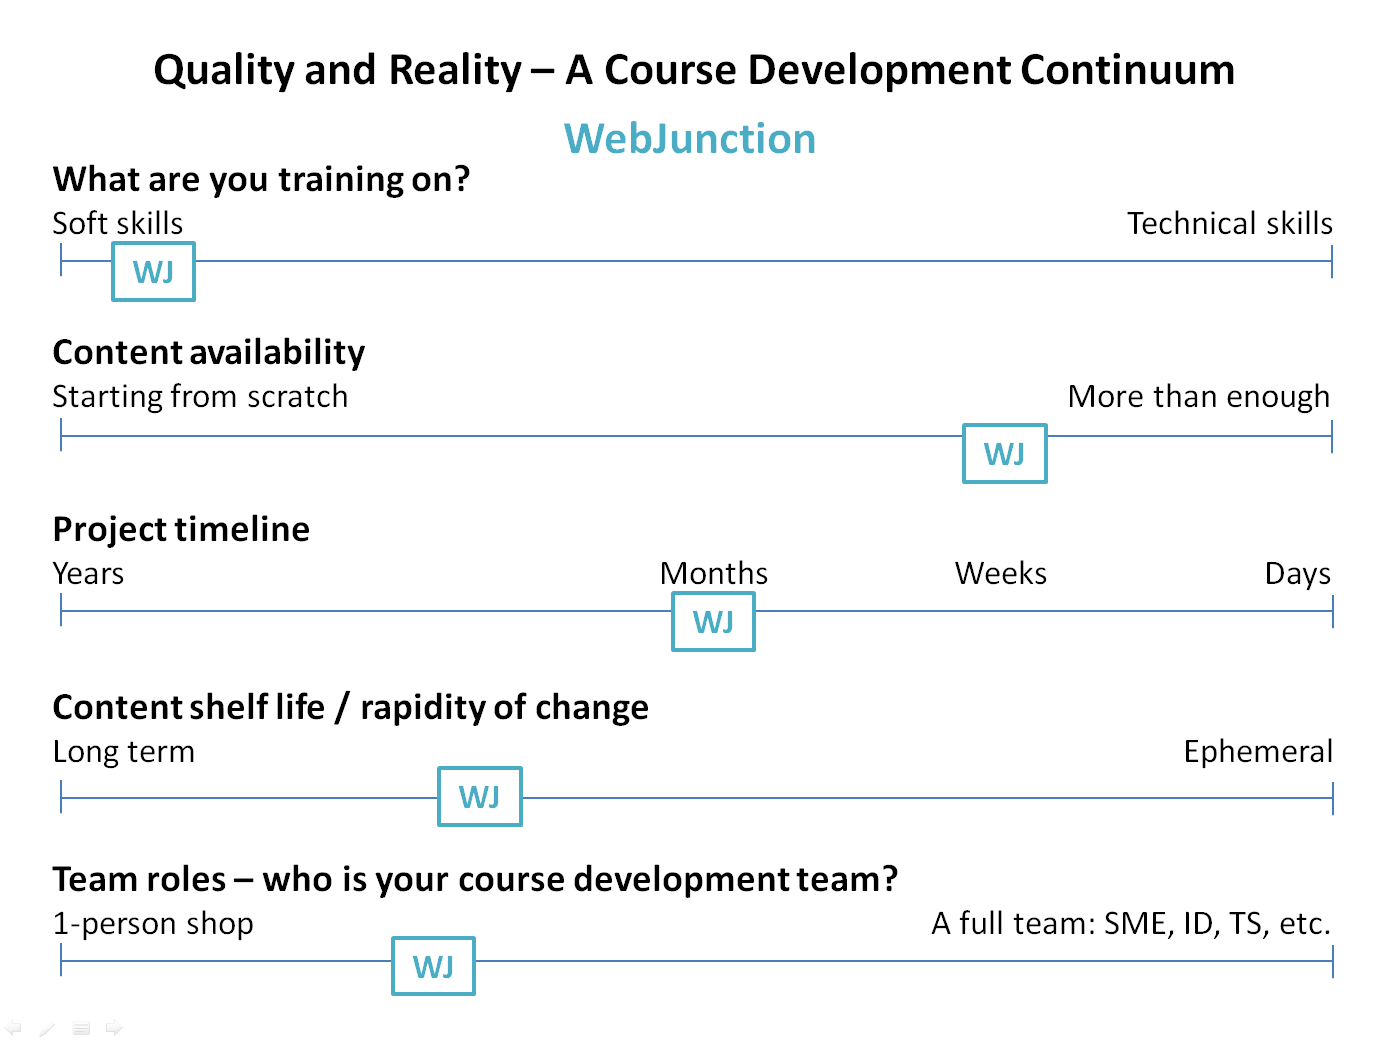 Quality and Reality – A Course Development Continuum
WebJunction
What are you training on?
Soft skills Technical skills
WJ
Content availability
Starting from scratch More than enough
WJ
Project timeline
Years Months Weeks Days
WJ
Content shelf life / rapidity of change
Long term Ephemeral
WJ
Team roles – who is your course development team?
1-person shop A full team: SME, ID, TS, etc.
WJ